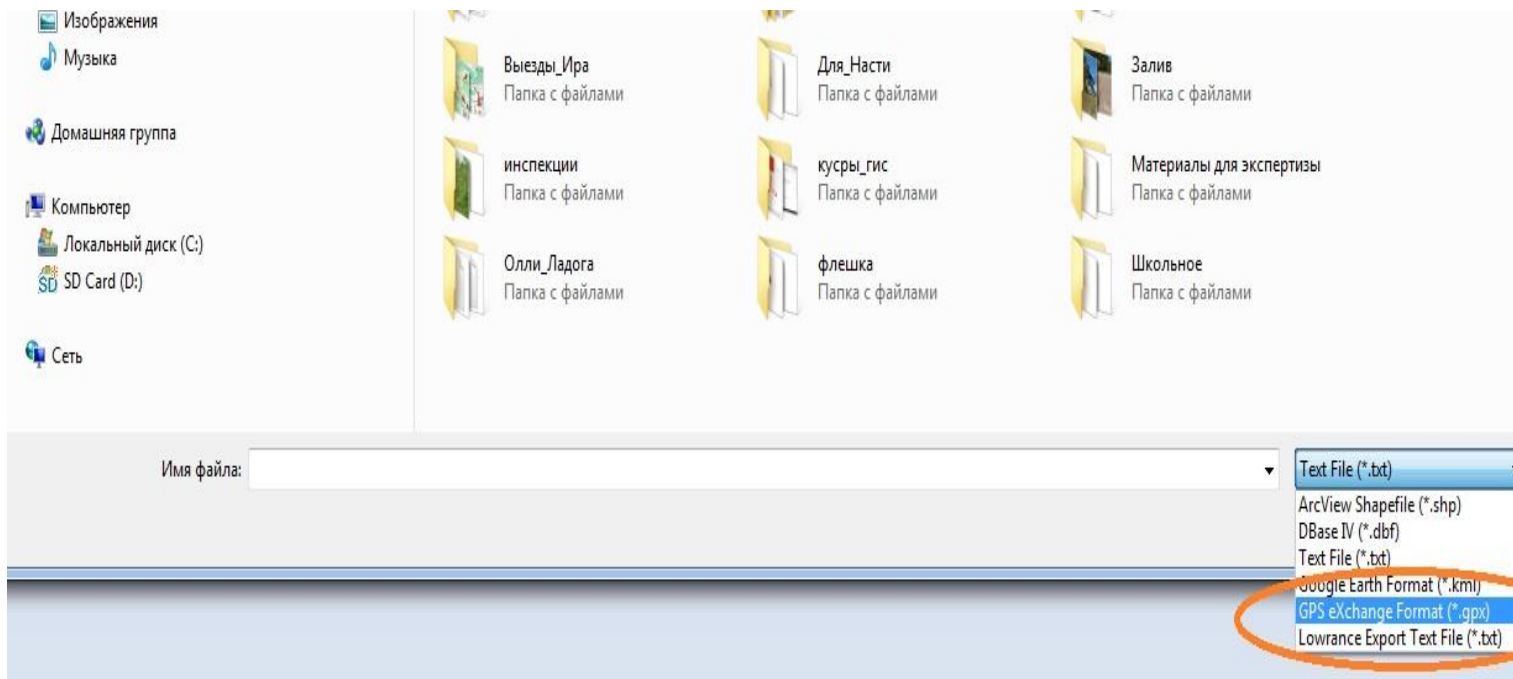 Изображения
Музыка
Домашняя группа
Компьютер
Локальный диск (C:)
SD Card (D:)
Сеть
Выезды_Ира
Папка с файлами
Для_Насти
Папка с файлами
Залив
Папка с файлами
инспекции
Папка с файлами
кусры_гис
Папка с файлами
Материалы для экспертизы
Папка с файлами
Олли_Ладога
Папка с файлами
флешка
Папка с файлами
Школьное
Папка с файлами
Имя файла:
Text File (*.txt)
ArcView Shapefile (*.shp)
DBase IV (*.dbf)
Text File (*.txt)
Google Earth Format (*.kml)
GPS eXchange Format (*.gpx)
Lowrance Export Text File (*.txt)